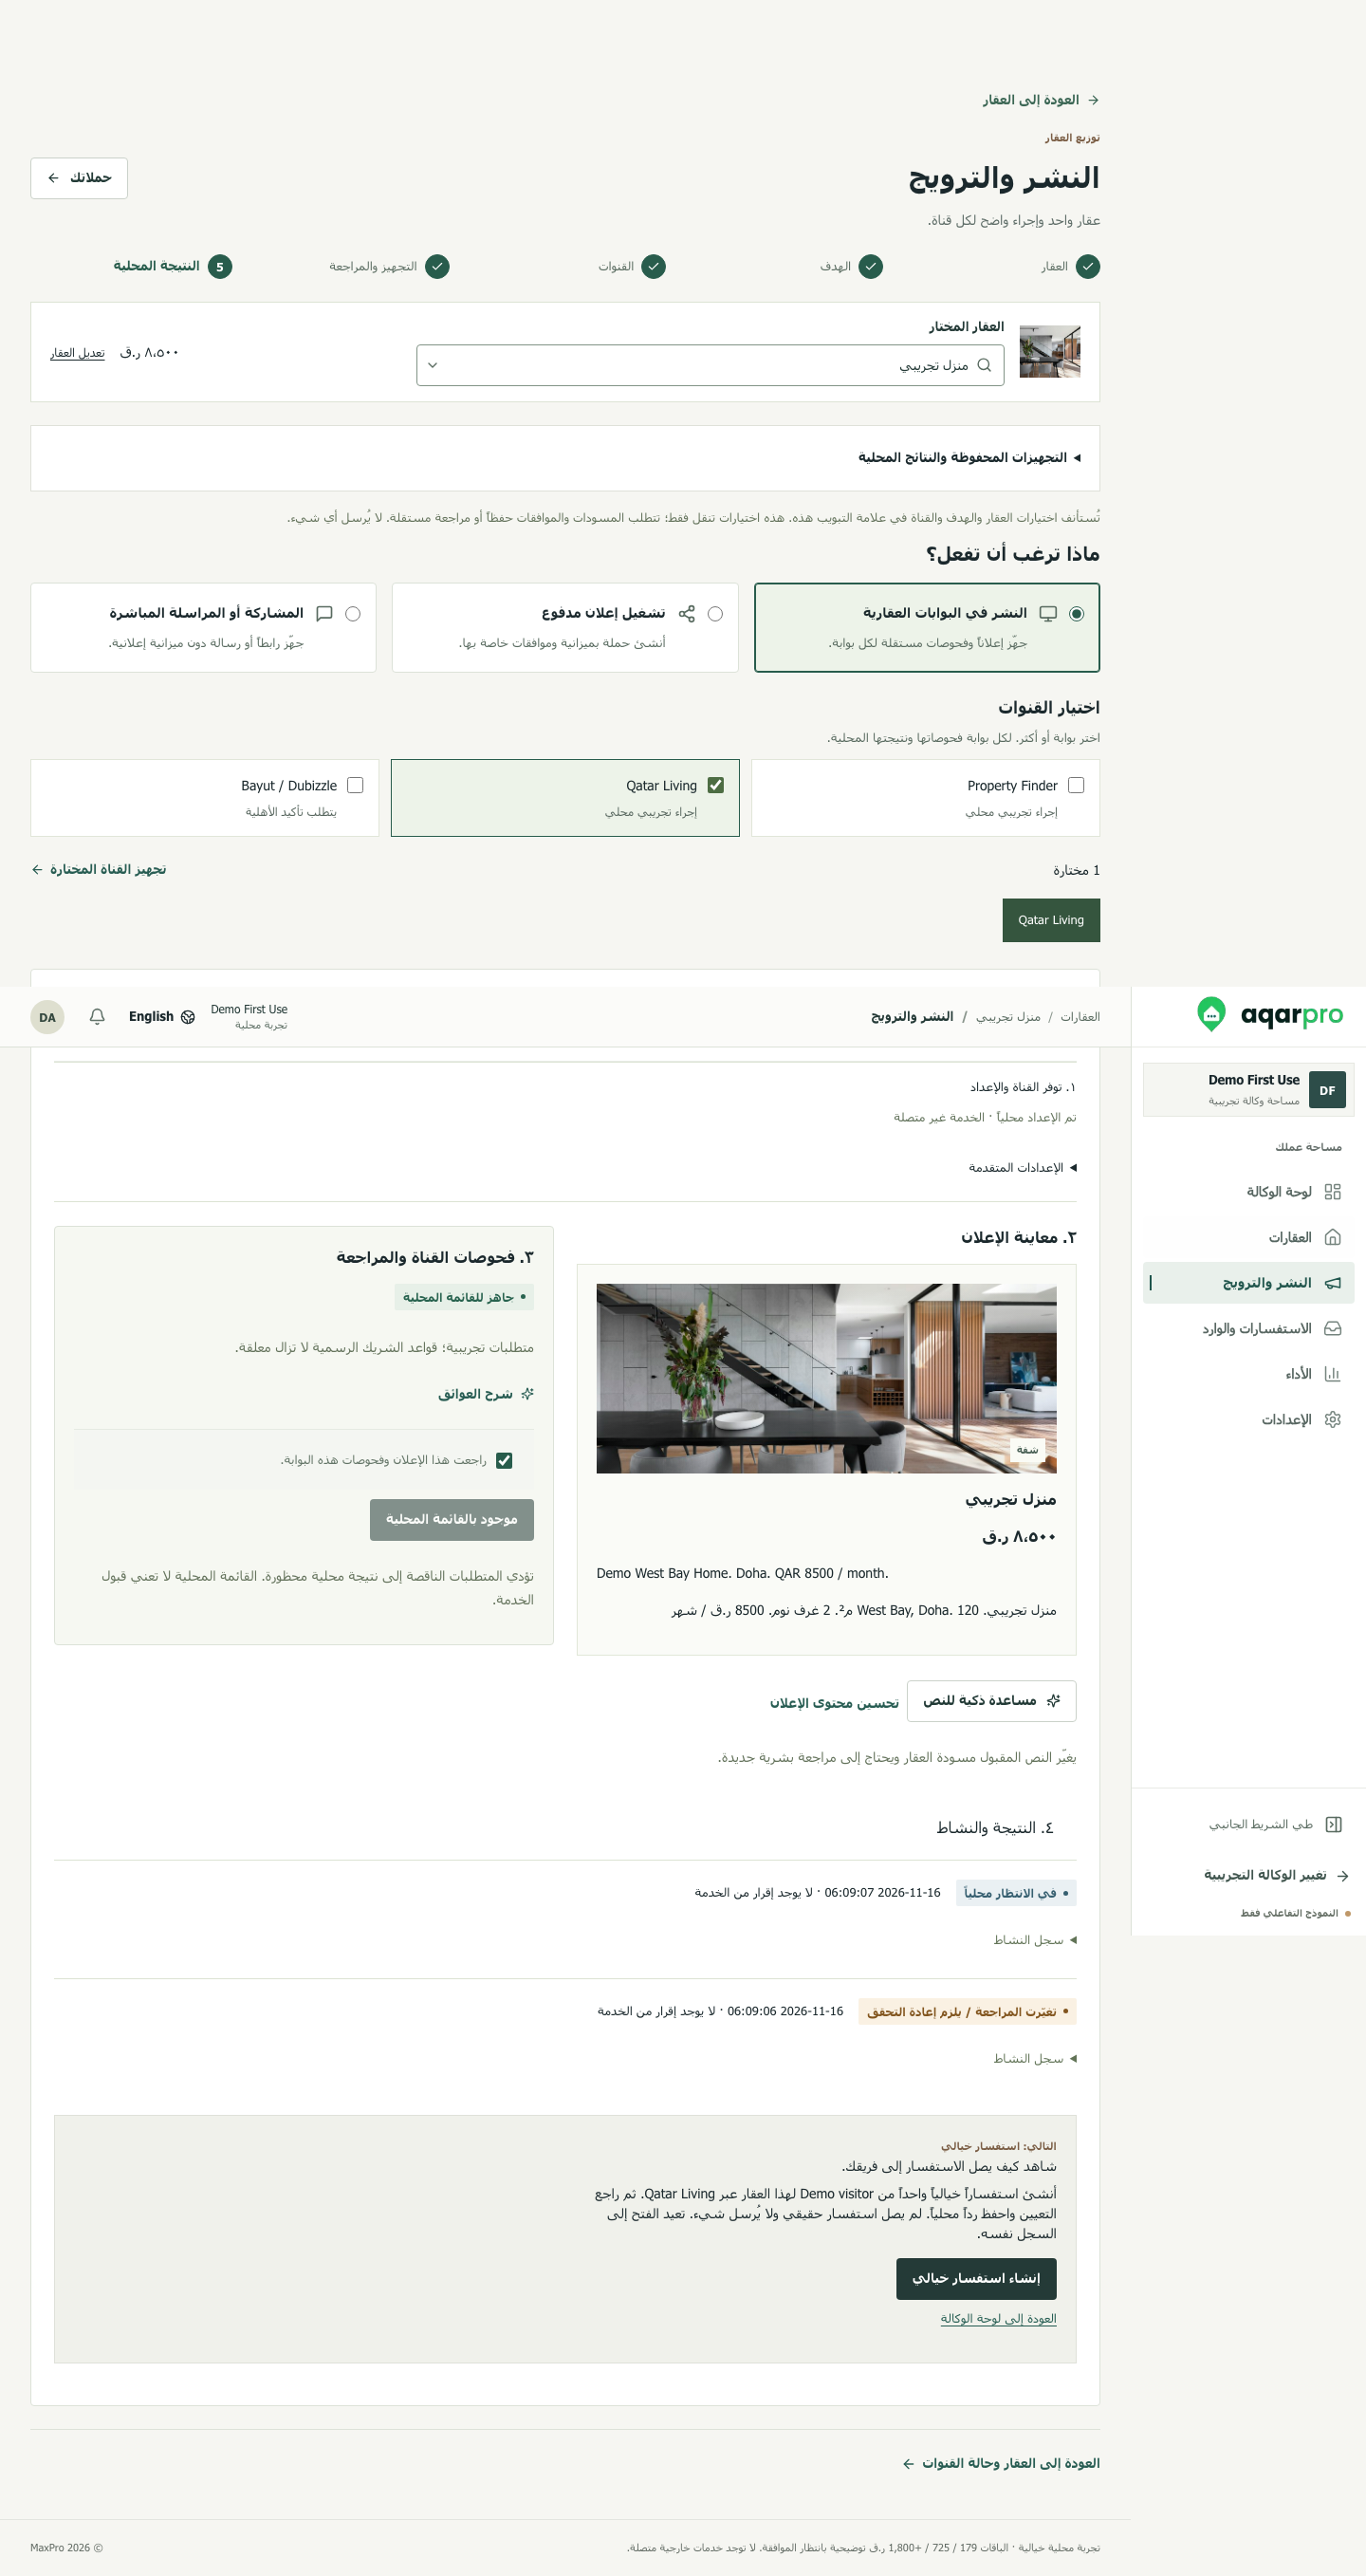 العودة إلى العقار
توزيع العقار
النشر والترويج
حملاتك
عقار واحد وإجراء واضح لكل قناة.
العقار
الهدف
القنوات
التجهيز والمراجعة
5 النتيجة المحلية
العقار المختار
منزل تجريبي
٨٬٥٠٠ ر.ق
تعديل العقار
التجهيزات المحفوظة والنتائج المحلية
تُستأنف اختيارات العقار والهدف والقناة في علامة التبويب هذه. هذه اختيارات تنقل فقط؛ تتطلب المسودات والموافقات حفظاً أو مراجعة مستقلة. لا يُرسل أي شيء.
ماذا ترغب أن تفعل؟
النشر في البوابات العقارية
جهّز إعلاناً وفحوصات مستقلة لكل بوابة.
تشغيل إعلان مدفوع
أنشئ حملة بميزانية وموافقات خاصة بها.
المشاركة أو المراسلة المباشرة
جهّز رابطاً أو رسالة دون ميزانية إعلانية.
اختيار القنوات
اختر بوابة أو أكثر. لكل بوابة فحوصاتها ونتيجتها المحلية.
Property Finder
إجراء تجريبي محلي
Qatar Living
إجراء تجريبي محلي
Bayut / Dubizzle
يتطلب تأكيد الأهلية
1 مختارة
تجهيز القناة المختارة
Qatar Living
aqarpro
العقارات / منزل تجريبي / النشر والترويج
Demo First Use
تجربة محلية
English
DA
DF
Demo First Use
مساحة وكالة تجريبية
مساحة عملك
لوحة الوكالة
العقارات
النشر والترويج
الاستفسارات والوارد
الأداء
الإعدادات
طي الشريط الجانبي
تغيير الوكالة التجريبية
النموذج التفاعلي فقط
١. توفر القناة والإعداد
تم الإعداد محلياً · الخدمة غير متصلة
الإعدادات المتقدمة
٢. معاينة الإعلان
شقة
منزل تجريبي
٨٬٥٠٠ ر.ق
Demo West Bay Home. Doha. QAR 8500 / month.
منزل تجريبي. West Bay, Doha. 120 م². 2 غرف نوم. 8500 ر.ق / شهر
٣. فحوصات القناة والمراجعة
جاهز للقائمة المحلية
متطلبات تجريبية؛ قواعد الشريك الرسمية لا تزال معلقة.
شرح العوائق
راجعت هذا الإعلان وفحوصات هذه البوابة.
موجود بالقائمة المحلية
تؤدي المتطلبات الناقصة إلى نتيجة محلية محظورة. القائمة المحلية لا تعني قبول
الخدمة.
مساعدة ذكية للنص
تحسين محتوى الإعلان
يغيّر النص المقبول مسودة العقار ويحتاج إلى مراجعة بشرية جديدة.
٤. النتيجة والنشاط
في الانتظار محلياً
06:09:07 2026-11-16 · لا يوجد إقرار من الخدمة
سجل النشاط
تغيّرت المراجعة / يلزم إعادة التحقق
06:09:06 2026-11-16 · لا يوجد إقرار من الخدمة
سجل النشاط
التالي: استفسار خيالي
شاهد كيف يصل الاستفسار إلى فريقك.
أنشئ استفساراً خيالياً واحداً من Demo visitor لهذا العقار عبر Qatar Living. ثم راجع
التعيين واحفظ رداً محلياً. لم يصل استفسار حقيقي ولا يُرسل شيء. تعيد الفتح إلى
السجل نفسه.
إنشاء استفسار خيالي
العودة إلى لوحة الوكالة
العودة إلى العقار وحالة القنوات
تجربة محلية خيالية · الباقات 179 / 725 / +1,800 ر.ق توضيحية بانتظار الموافقة. لا توجد خدمات خارجية متصلة.
© 2026 MaxPro